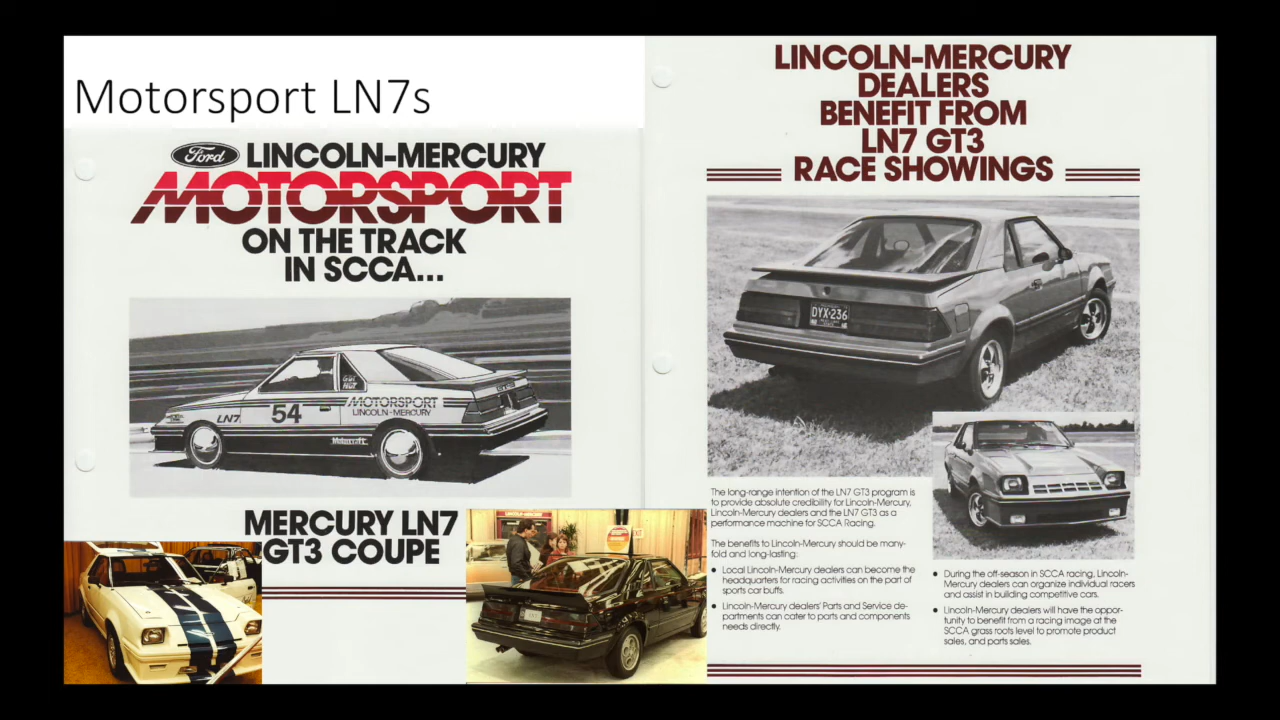 Motorsport LN7s
Ford LINCOLN-MERCURY
MOTORSPORT
ON THE TRACK
IN SCCA...
54
LN7
MOTORSPORT
LINCOLN-MERCURY
Motorcraft
MERCURY LN7
GT3 COUPE
LINCOLN-MERCURY
DEALERS
BENEFIT FROM
LN7 GT3
RACE SHOWINGS
DYX-236
The long-range intention of the LN7 GT3 program is
to provide absolute credibility for Lincoln-Mercury,
Lincoln-Mercury dealers and the LN7 GT3 as a
performance machine for SCCA Racing.
The benefits to Lincoln-Mercury should be many-
fold and long-lasting:
• Local Lincoln-Mercury dealers can become the
headquarters for racing activities on the part of
sports car buffs.
• Lincoln-Mercury dealers' Parts and Service de-
partments can cater to parts and components
needs directly.
• During the off-season in SCCA racing, Lincoln-
Mercury dealers can organize individual racers
and assist in building competitive cars.
• Lincoln-Mercury dealers will have the oppor-
tunity to benefit from a racing image at the
SCCA grass roots level to promote product
sales, and parts sales.